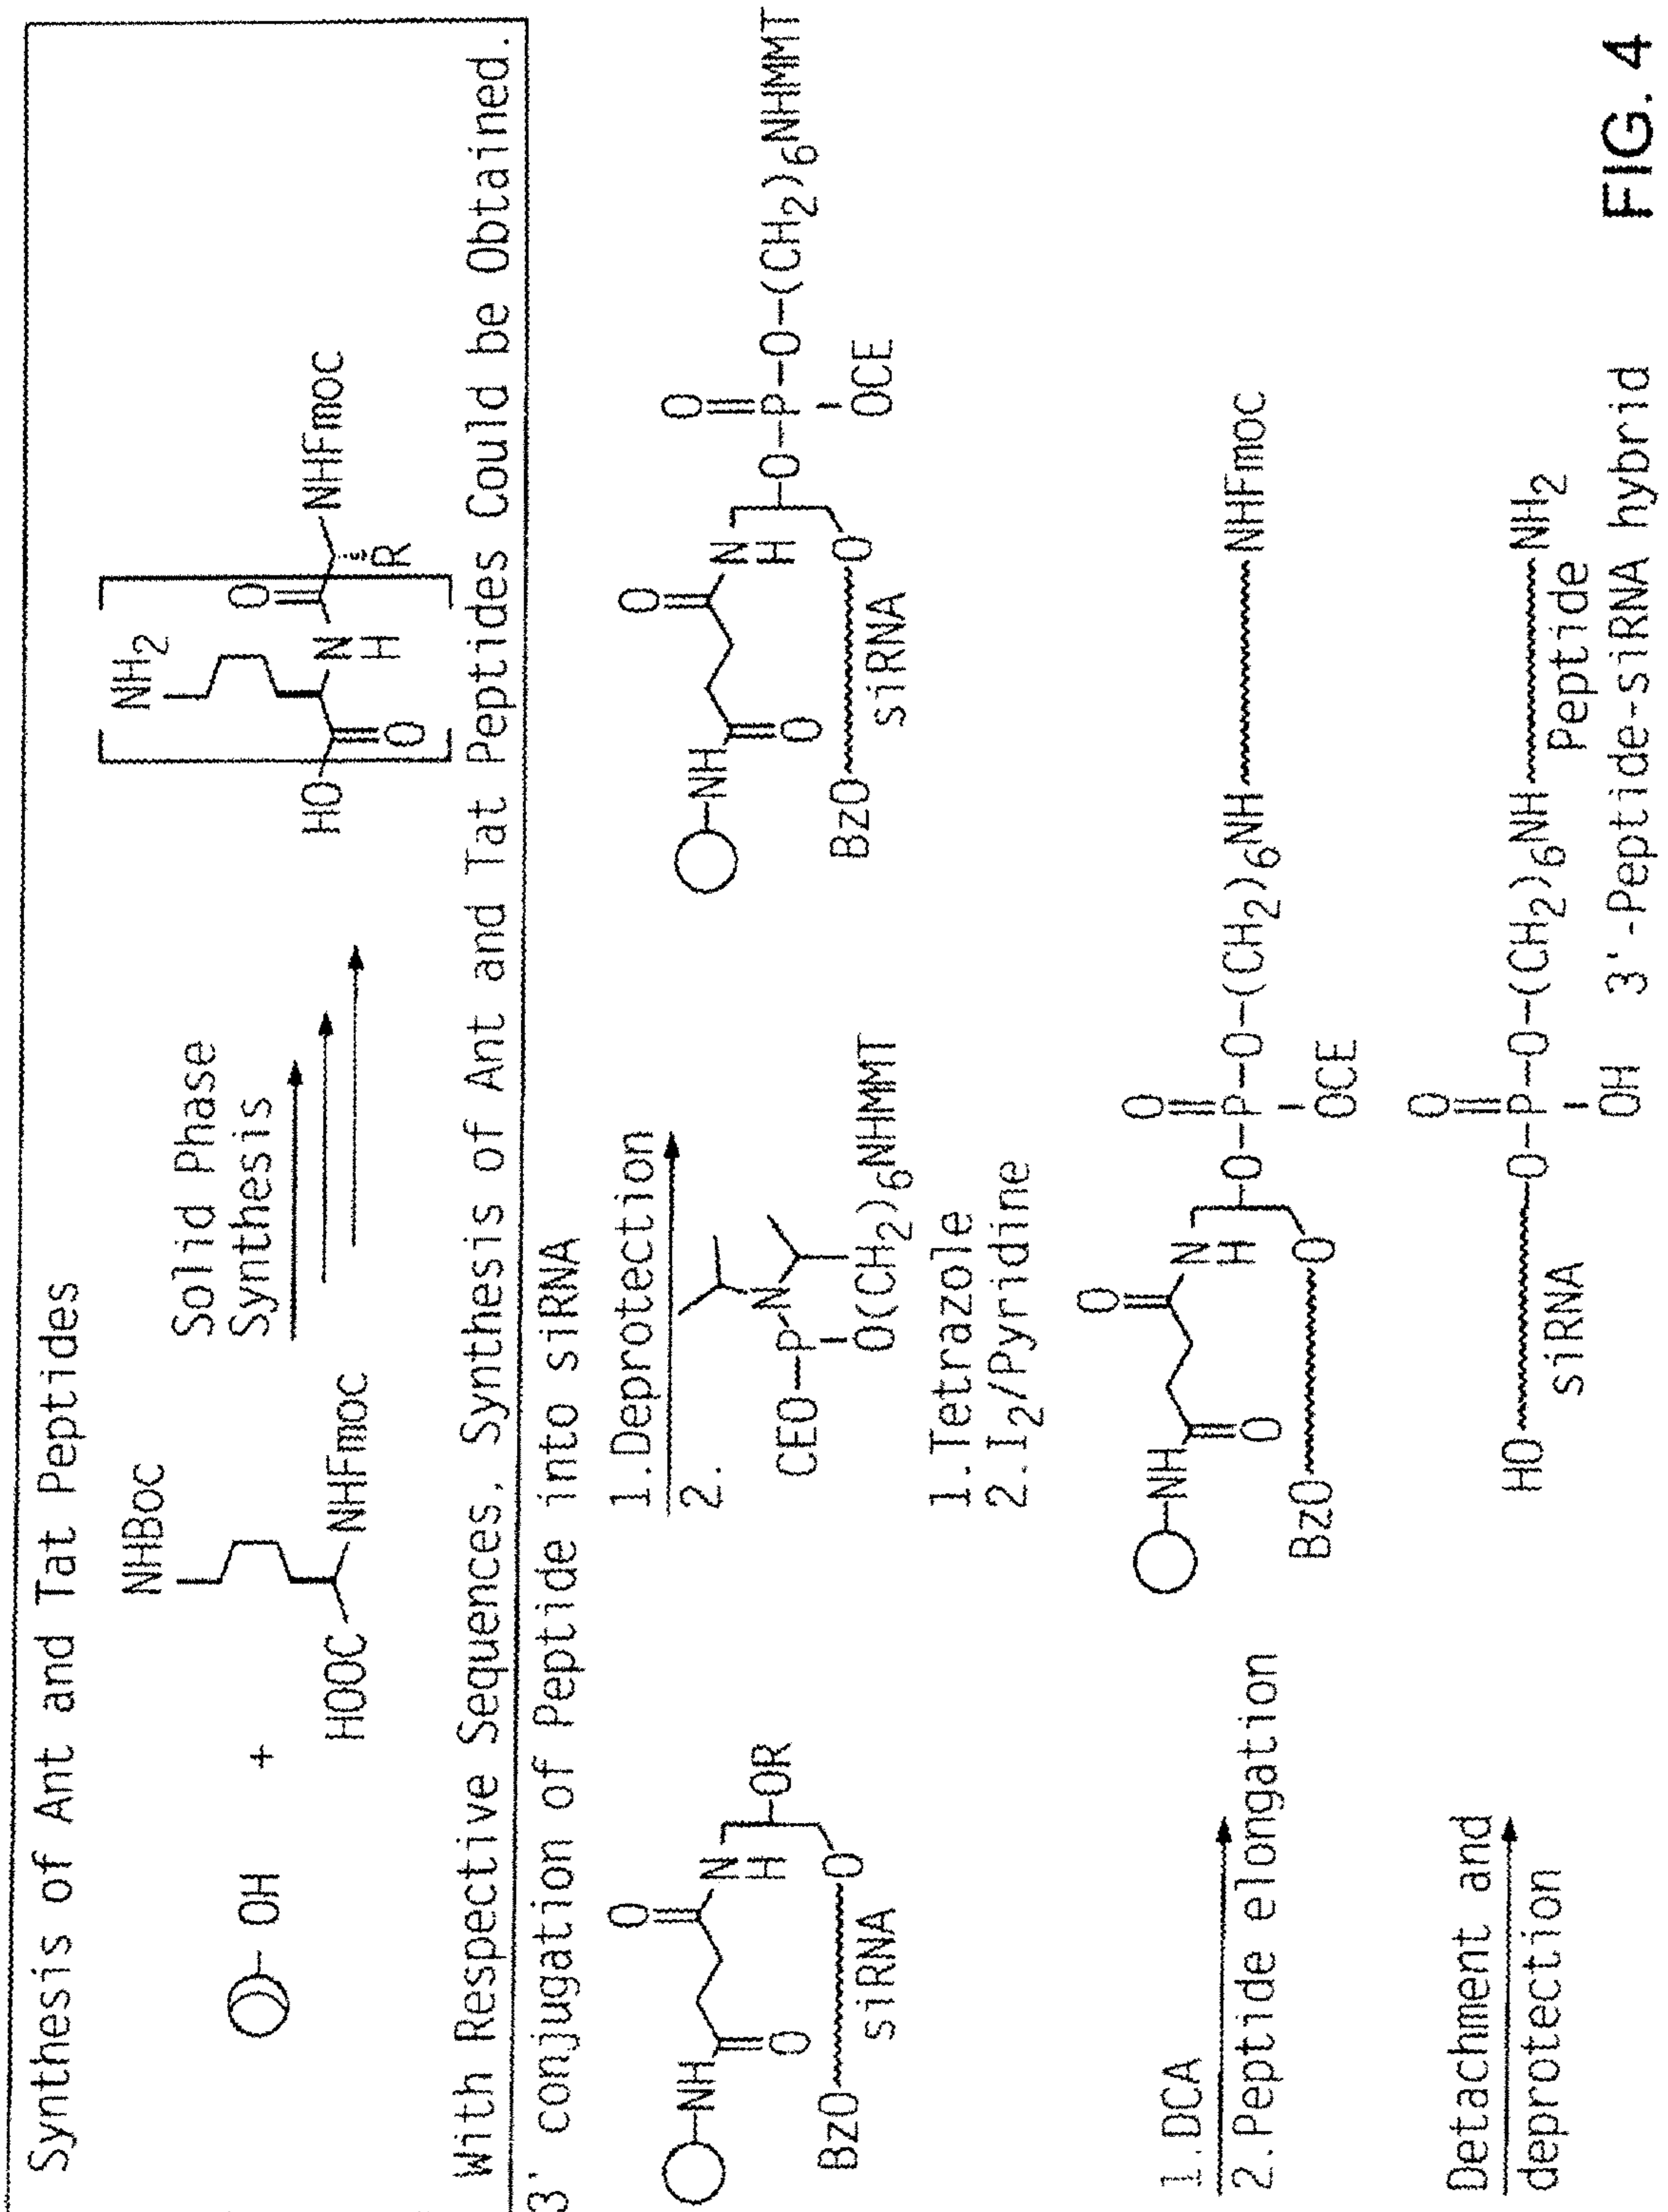 Synthesis of Ant and Tat Peptides
OH + HOOC NHBoc NHFmoc
Solid Phase
Synthesis
HO O NH2 N H O R NHFmoc
With Respective Sequences, Synthesis of Ant and Tat Peptides Could be Obtained.
3' conjugation of Peptide into siRNA
NH O O N H OR BzO O
siRNA
1.Deprotection
2.
CEO-P N
O(CH2)6NHMMT
1.Tetrazole
2.I2/Pyridine
NH O O N H O-P-O-(CH2)6NHMMT
O
OCE
BzO O
siRNA
1.DCA
2.Peptide elongation
NH O O N H O-P-O-(CH2)6NH NHFmoc
O
OCE
BzO O
Detachment and
deprotection
HO O-P-O-(CH2)6NH NH2
O
siRNA OH Peptide
3'-Peptide-siRNA hybrid
FIG. 4